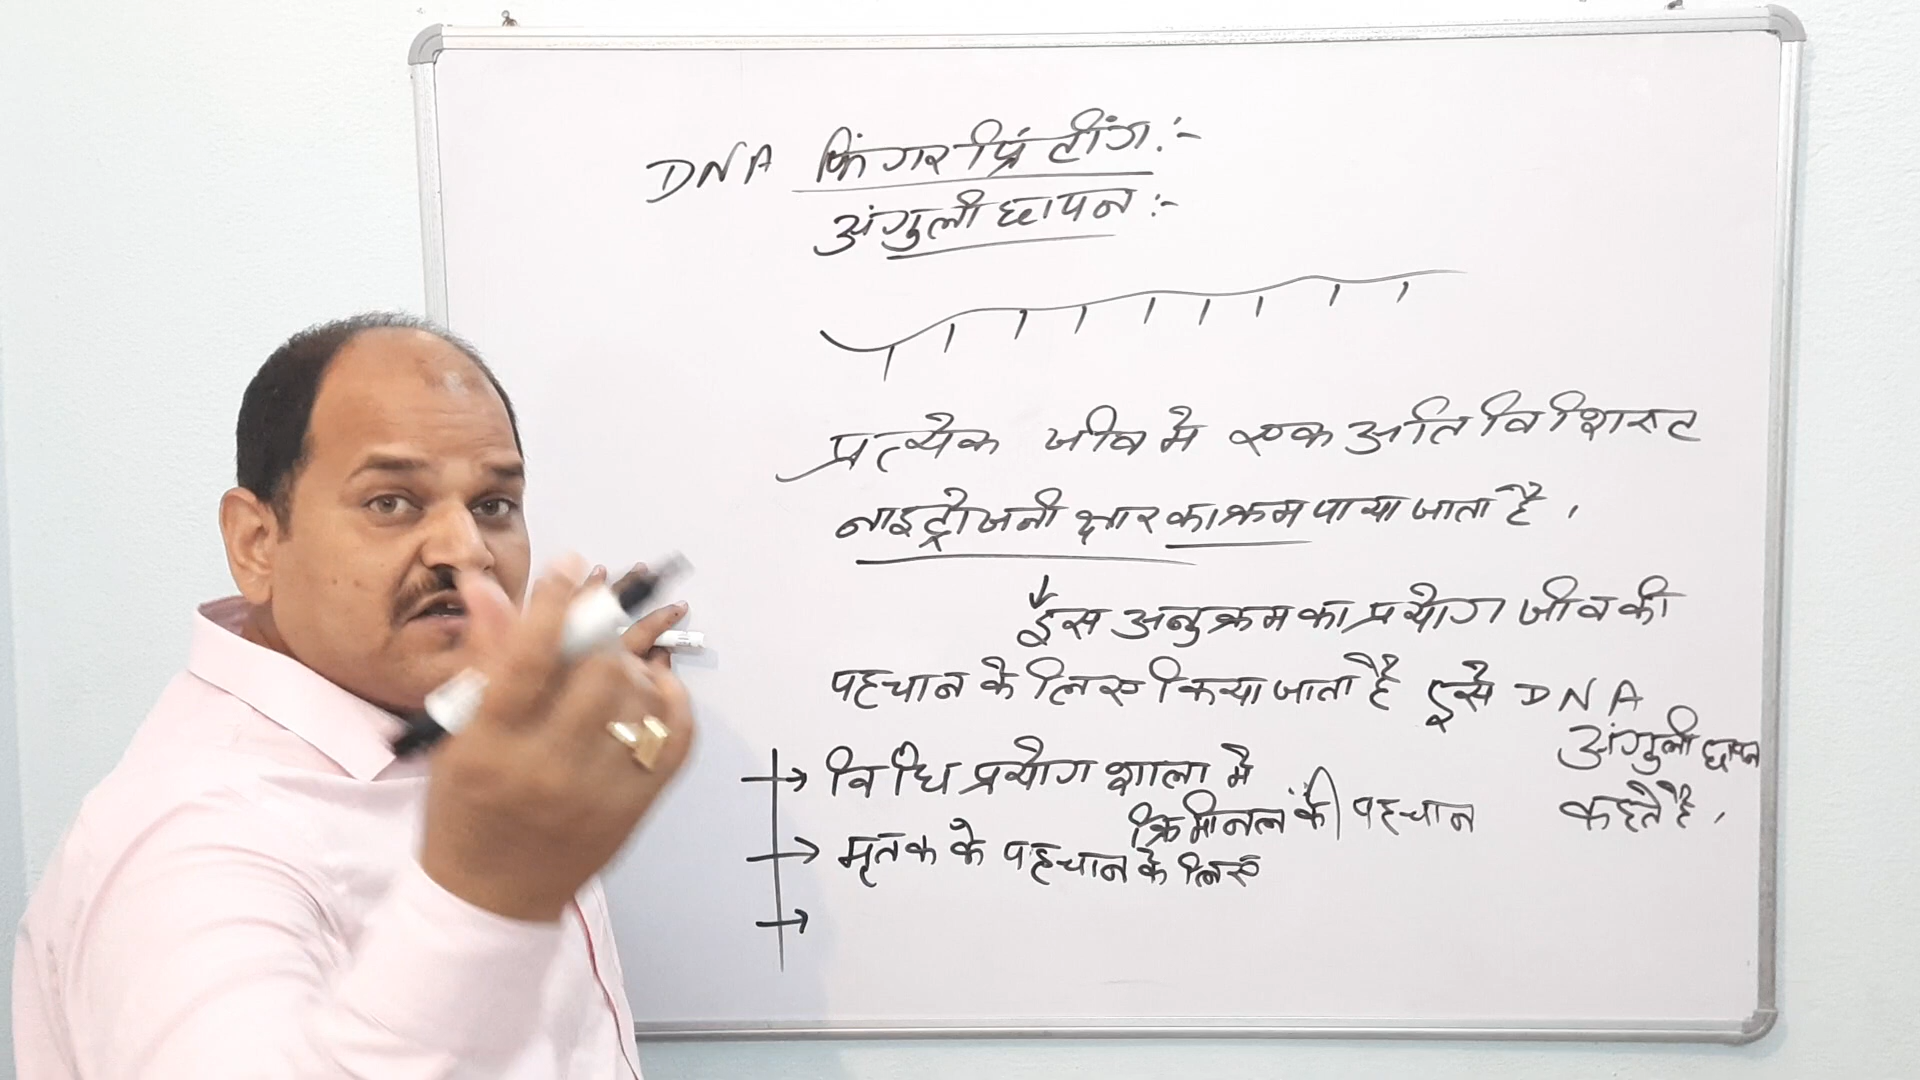 DNA फिंगर प्रिंटींग :-
अंगुली छापन :-
प्रत्येक जीव मे एक अति विशिष्ट
नाइट्रोजनी क्षार का क्रम पाया जाता है ,
इस अनुक्रम का प्रयोग जीव की
पहचान के लिए किया जाता है इसे DNA
अंगुली छापन
कहते है ,
→ विधि प्रयोग शाला मे
क्रिमीनल की पहचान
→ मृतक के पहचान के लिए
→